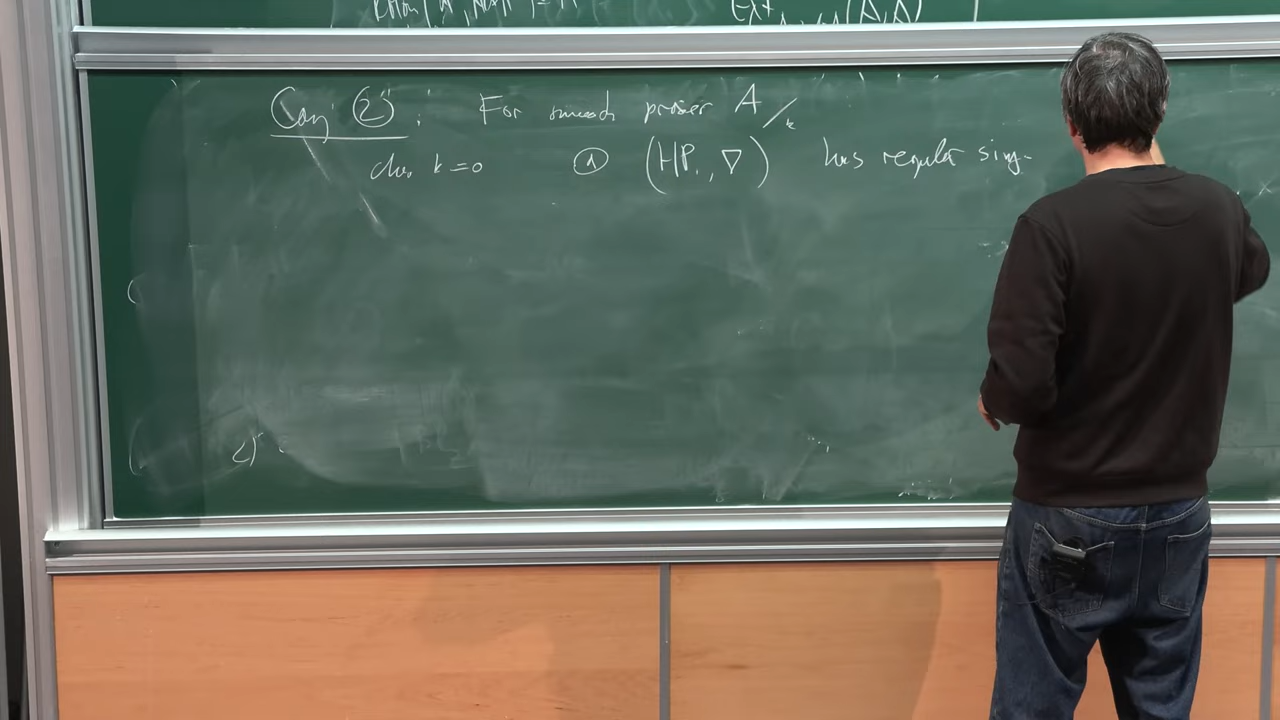 Conj ②: For smooth proper A/k
char k=0 ① (HP., ∇) has regular sing.